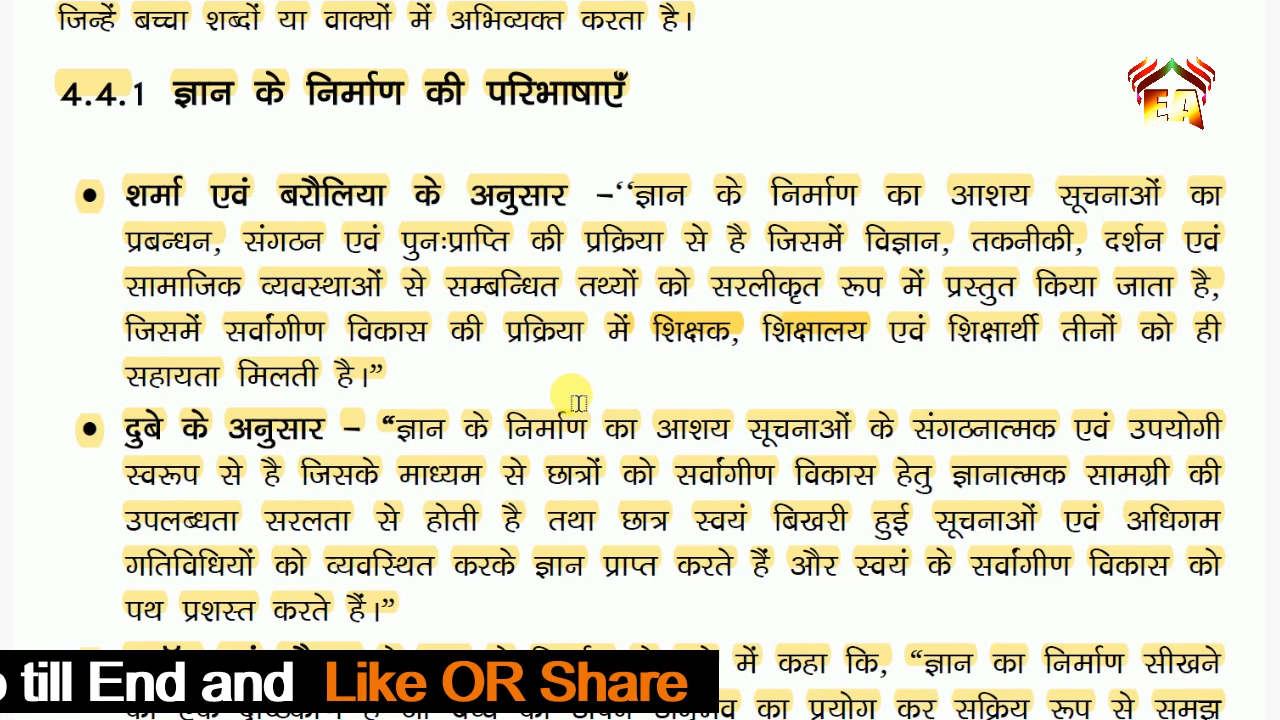 जिन्हें बच्चा शब्दों या वाक्यों में अभिव्यक्त करता है।
4.4.1 ज्ञान के निर्माण की परिभाषाएँ
EA
• शर्मा एवं बरौलिया के अनुसार –‘‘ज्ञान के निर्माण का आशय सूचनाओं का
प्रबन्धन, संगठन एवं पुनःप्राप्ति की प्रक्रिया से है जिसमें विज्ञान, तकनीकी, दर्शन एवं
सामाजिक व्यवस्थाओं से सम्बन्धित तथ्यों को सरलीकृत रूप में प्रस्तुत किया जाता है,
जिसमें सर्वांगीण विकास की प्रक्रिया में शिक्षक, शिक्षालय एवं शिक्षार्थी तीनों को ही
सहायता मिलती है।”
• दुबे के अनुसार – “ज्ञान के निर्माण का आशय सूचनाओं के संगठनात्मक एवं उपयोगी
स्वरूप से है जिसके माध्यम से छात्रों को सर्वांगीण विकास हेतु ज्ञानात्मक सामग्री की
उपलब्धता सरलता से होती है तथा छात्र स्वयं बिखरी हुई सूचनाओं एवं अधिगम
गतिविधियों को व्यवस्थित करके ज्ञान प्राप्त करते हैं और स्वयं के सर्वांगीण विकास को
पथ प्रशस्त करते हैं।”
में कहा कि, “ज्ञान का निर्माण सीखने
का प्रयोग कर सक्रिय रूप से समझ
till End and Like OR Share